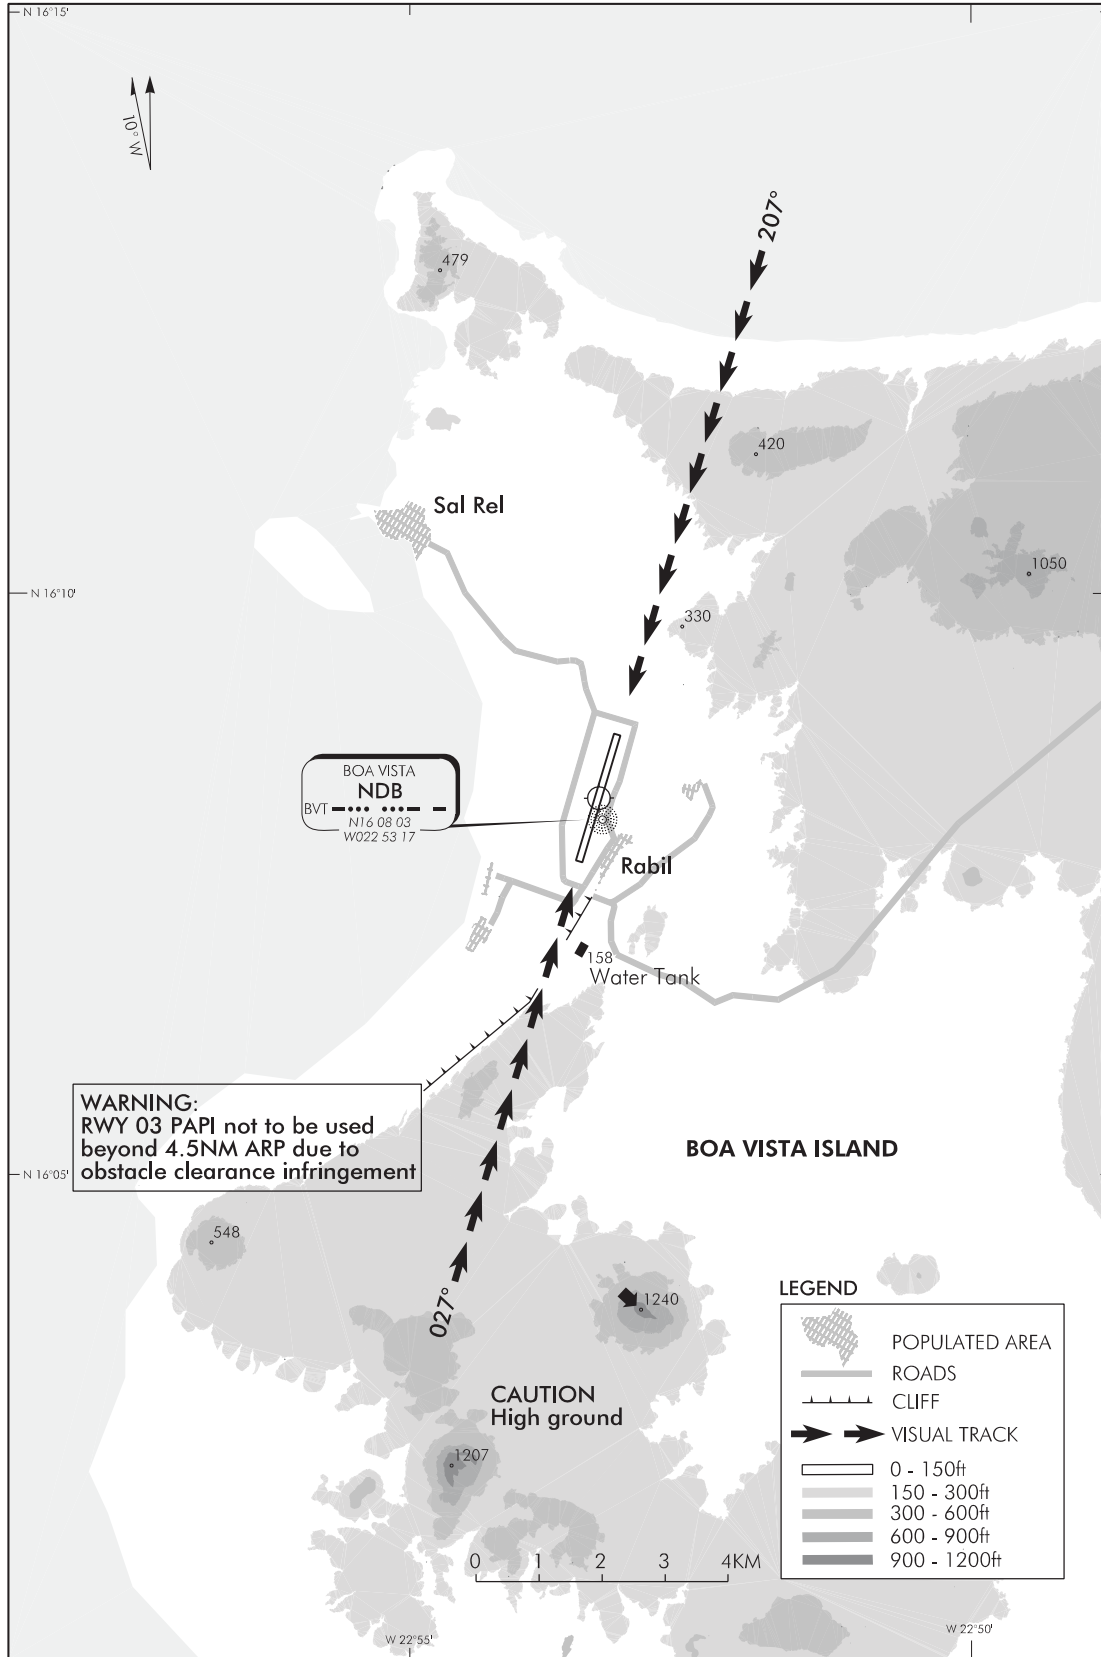 N 16°15'
10° W
207°
479
420
Sal Rel
1050
N 16°10'
330
BOA VISTA
NDB
BVT
N16 08 03
W022 53 17
Rabil
158
Water Tank
WARNING:
RWY 03 PAPI not to be used
beyond 4.5NM ARP due to
obstacle clearance infringement
BOA VISTA ISLAND
N 16°05'
548
027°
1240
LEGEND
POPULATED AREA
ROADS
CLIFF
VISUAL TRACK
0 - 150ft
150 - 300ft
300 - 600ft
600 - 900ft
900 - 1200ft
CAUTION
High ground
1207
0 1 2 3 4KM
W 22°55'
W 22°50'